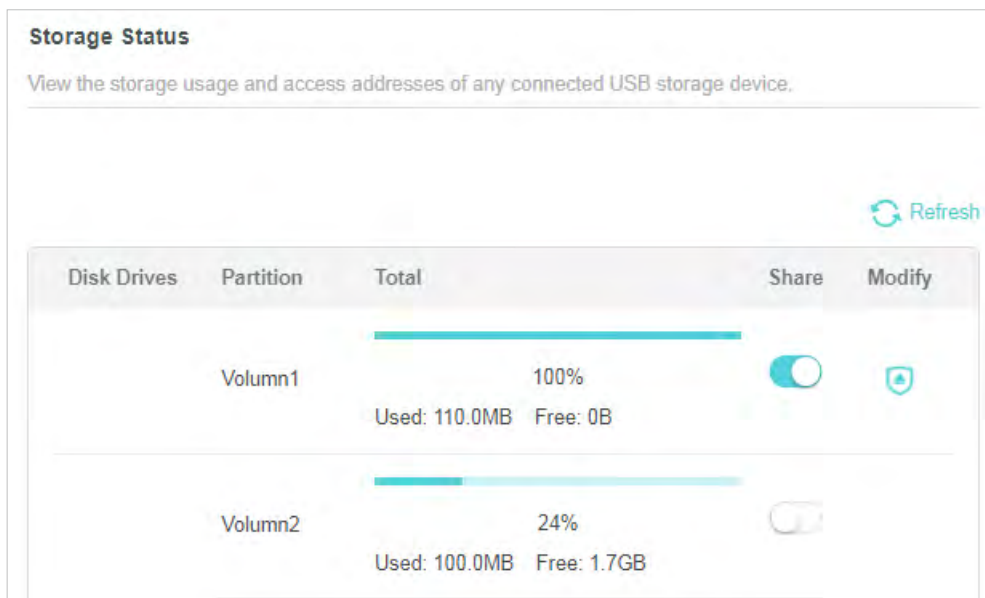 Storage Status
View the storage usage and access addresses of any connected USB storage device.
Refresh
Disk Drives Partition Total Share Modify
Volumn1 100%
Used: 110.0MB Free: 0B
Volumn2 24%
Used: 100.0MB Free: 1.7GB